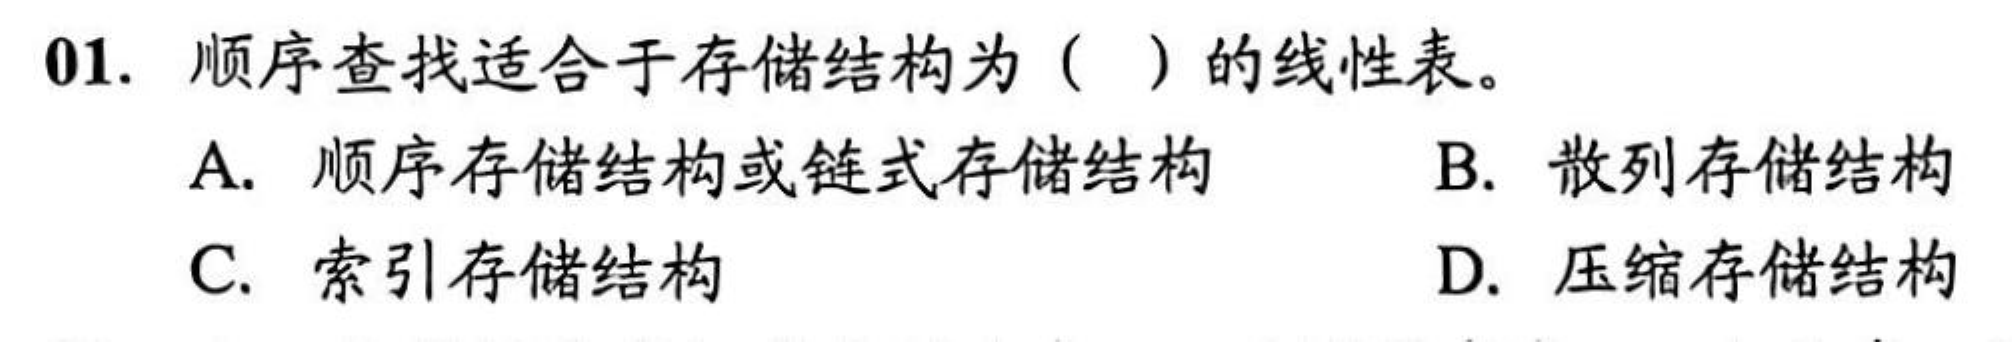 01. 顺序查找适合于存储结构为（ ）的线性表。
A. 顺序存储结构或链式存储结构 B. 散列存储结构
C. 索引存储结构 D. 压缩存储结构